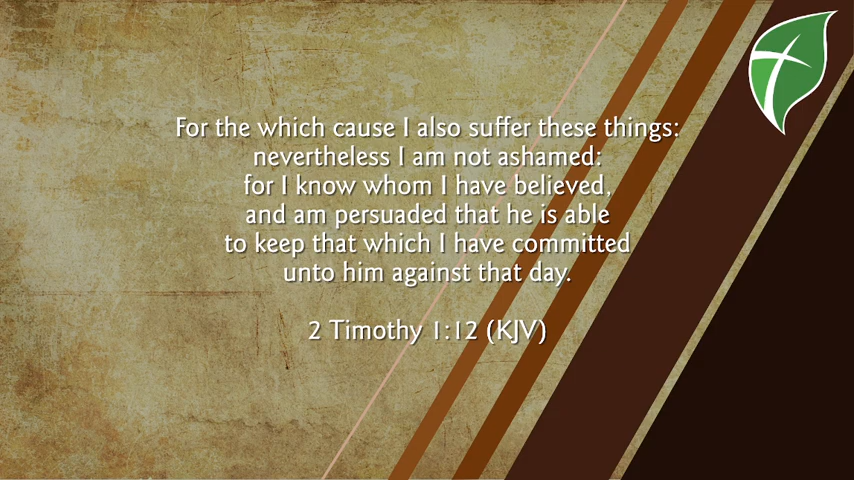 For the which cause I also suffer these things:
nevertheless I am not ashamed:
for I know whom I have believed,
and am persuaded that he is able
to keep that which I have committed
unto him against that day.
2 Timothy 1:12 (KJV)